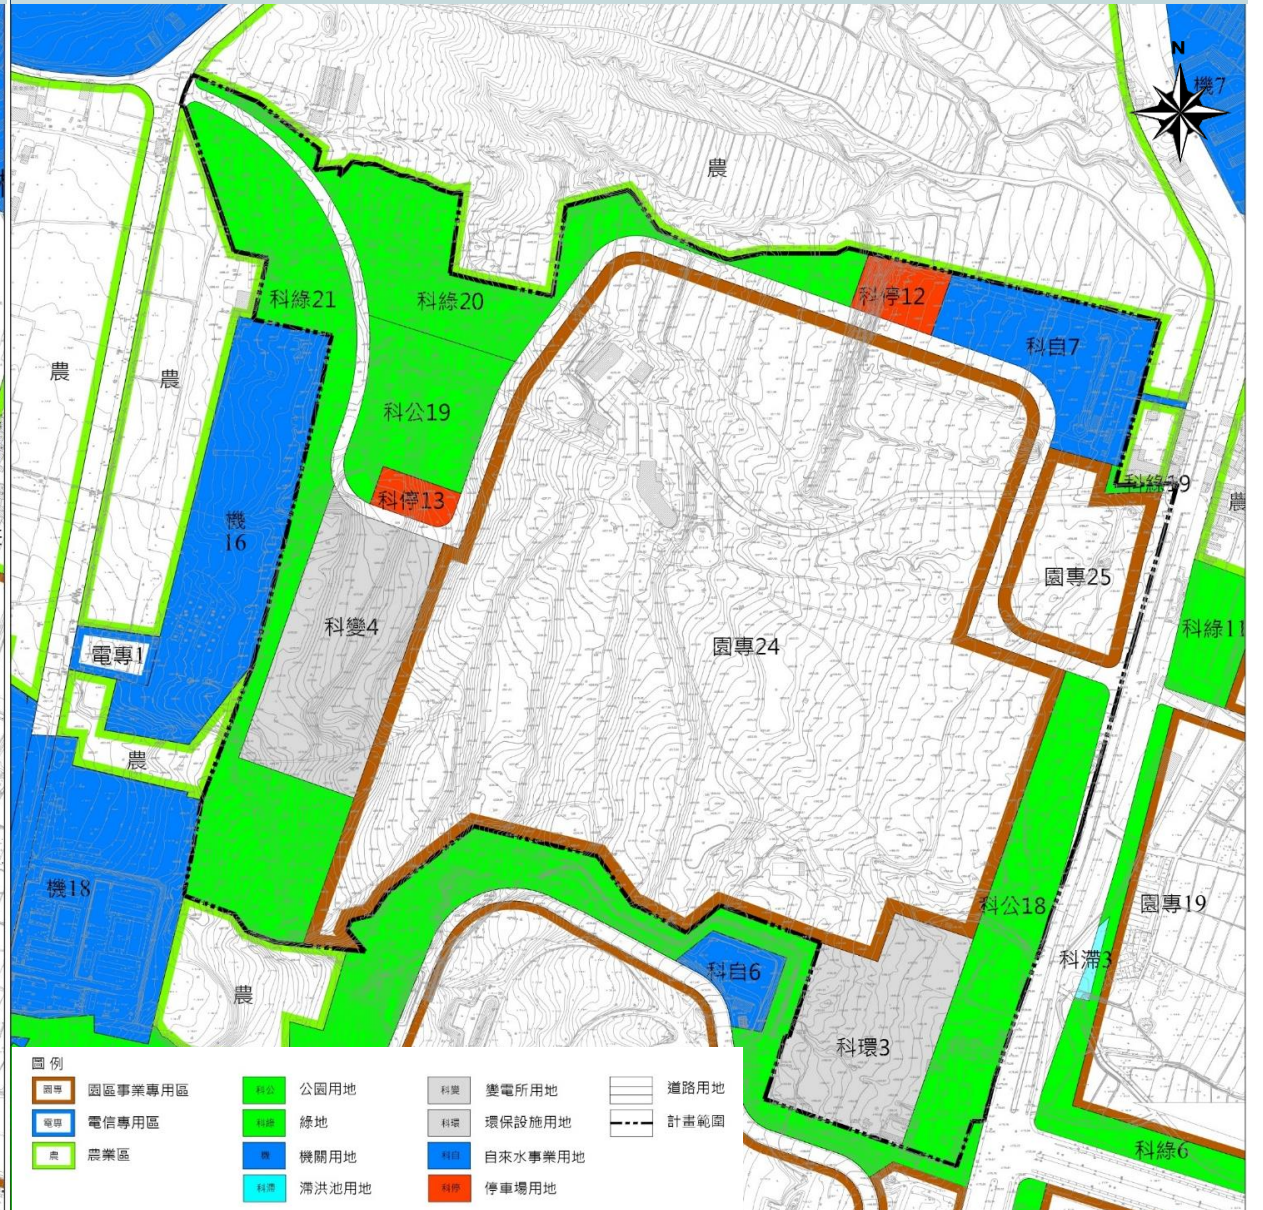 N
機7
農
科綠21
科綠20
科停12
科自7
農
農
科公19
科停13
科綠19
農
機
16
園專25
科變4
科綠11
園專24
電專1
農
機18
科公18
園專19
科滯3
科自6
農
科環3
科綠6
圖例
園專 園區事業專用區
電專 電信專用區
農 農業區
科公 公園用地
科綠 綠地
機 機關用地
科滯 滯洪池用地
科變 變電所用地
科環 環保設施用地
科自 自來水事業用地
科停 停車場用地
道路用地
計畫範圍